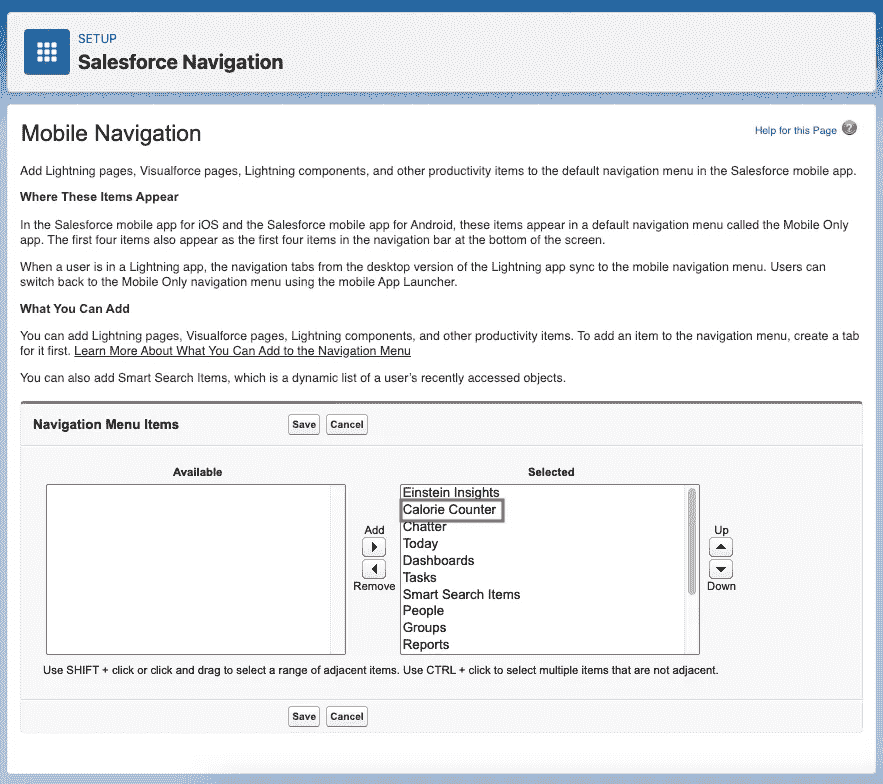 SETUP
Salesforce Navigation
Mobile Navigation
Help for this Page ?
Add Lightning pages, Visualforce pages, Lightning components, and other productivity items to the default navigation menu in the Salesforce mobile app.
Where These Items Appear
In the Salesforce mobile app for iOS and the Salesforce mobile app for Android, these items appear in a default navigation menu called the Mobile Only
app. The first four items also appear as the first four items in the navigation bar at the bottom of the screen.
When a user is in a Lightning app, the navigation tabs from the desktop version of the Lightning app sync to the mobile navigation menu. Users can
switch back to the Mobile Only navigation menu using the mobile App Launcher.
What You Can Add
You can add Lightning pages, Visualforce pages, Lightning components, and other productivity items. To add an item to the navigation menu, create a tab
for it first. Learn More About What You Can Add to the Navigation Menu
You can also add Smart Search Items, which is a dynamic list of a user's recently accessed objects.
Navigation Menu Items
Save Cancel
Available
Selected
Add
Remove
Einstein Insights
Calorie Counter
Chatter
Today
Dashboards
Tasks
Smart Search Items
People
Groups
Reports
Up
Down
Use SHIFT + click or click and drag to select a range of adjacent items. Use CTRL + click to select multiple items that are not adjacent.
Save Cancel